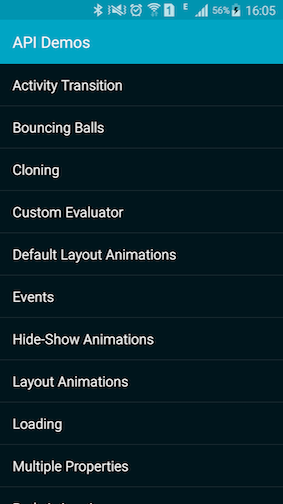 1 E 56% 16:05
API Demos
Activity Transition
Bouncing Balls
Cloning
Custom Evaluator
Default Layout Animations
Events
Hide-Show Animations
Layout Animations
Loading
Multiple Properties